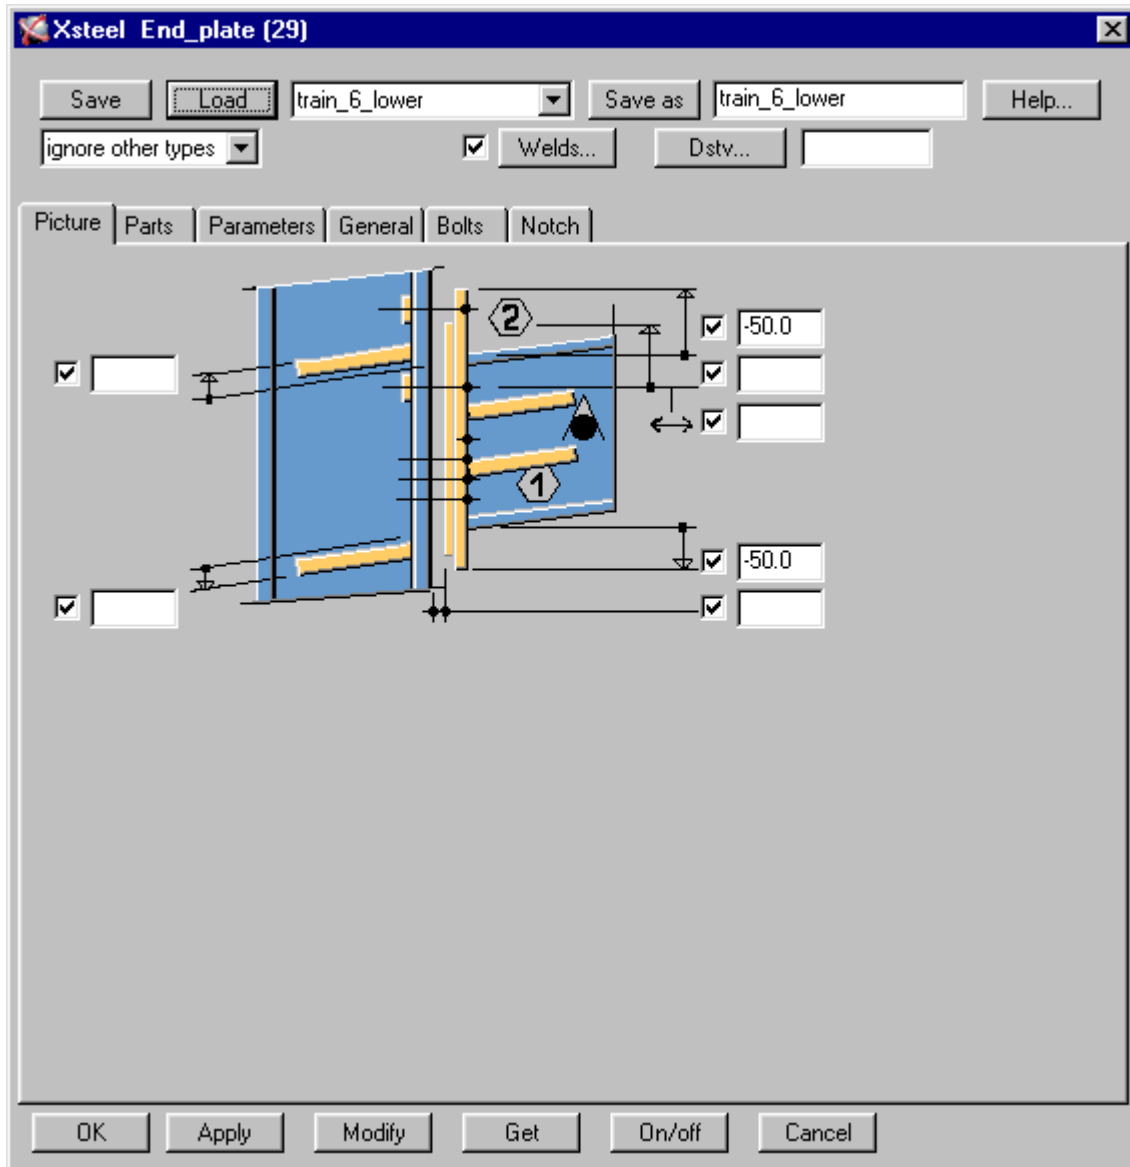 Xsteel End_plate (29)
Save Load train_6_lower Save as train_6_lower Help...
ignore other types Welds... Dstv...
Picture Parts Parameters General Bolts Notch
2
-50.0
1
-50.0
OK Apply Modify Get On/off Cancel